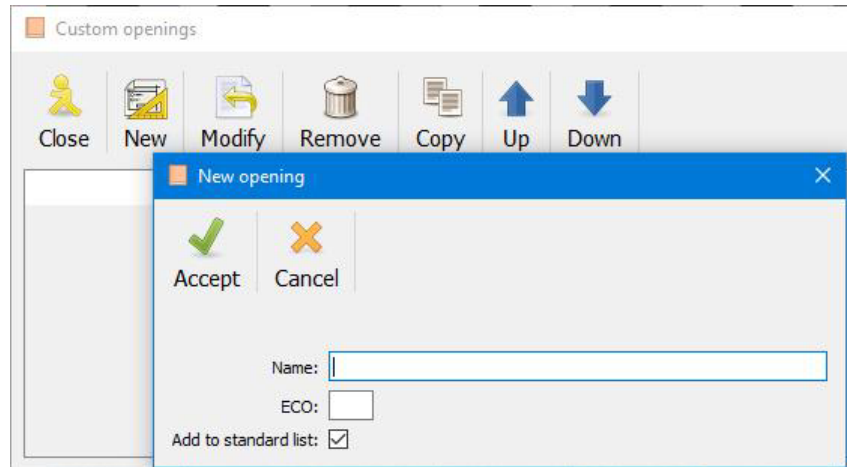 Custom openings
Close New Modify Remove Copy Up Down
New opening
Accept Cancel
Name:
ECO:
Add to standard list: